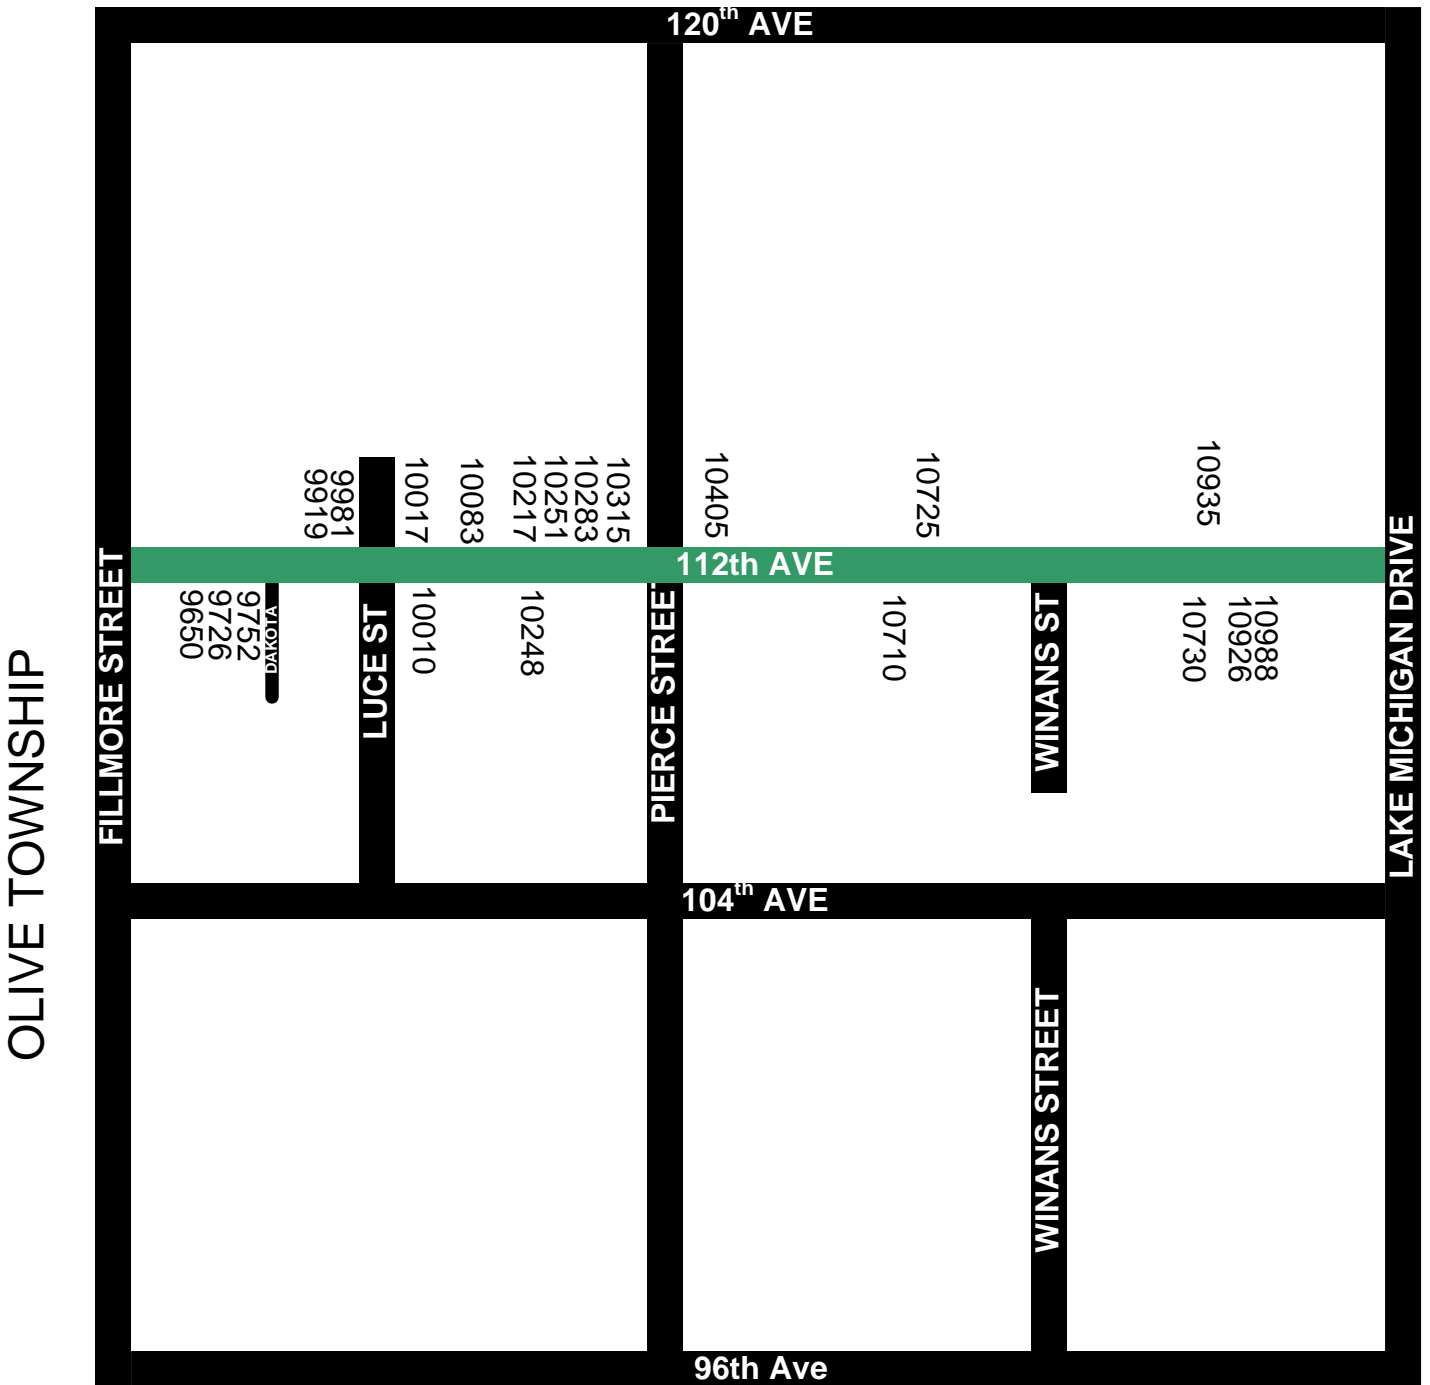 120th AVE
10935
10405
10725
10017
10083
10217
10251
10283
10315
9919
9981
112th AVE
9650
9726
9752
DAKOTA
10010
10248
10710
10730
10926
10988
FILLMORE STREET
LUCE ST
PIERCE STREET
WINANS ST
LAKE MICHIGAN DRIVE
OLIVE TOWNSHIP
104th AVE
WINANS STREET
96th Ave